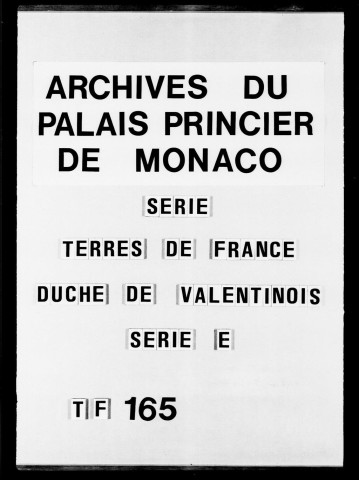 ARCHIVES DU
PALAIS PRINCIER
DE MONACO
SERIE
TERRES DE FRANCE
DUCHE DE VALENTINOIS
SERIE E
TF 165